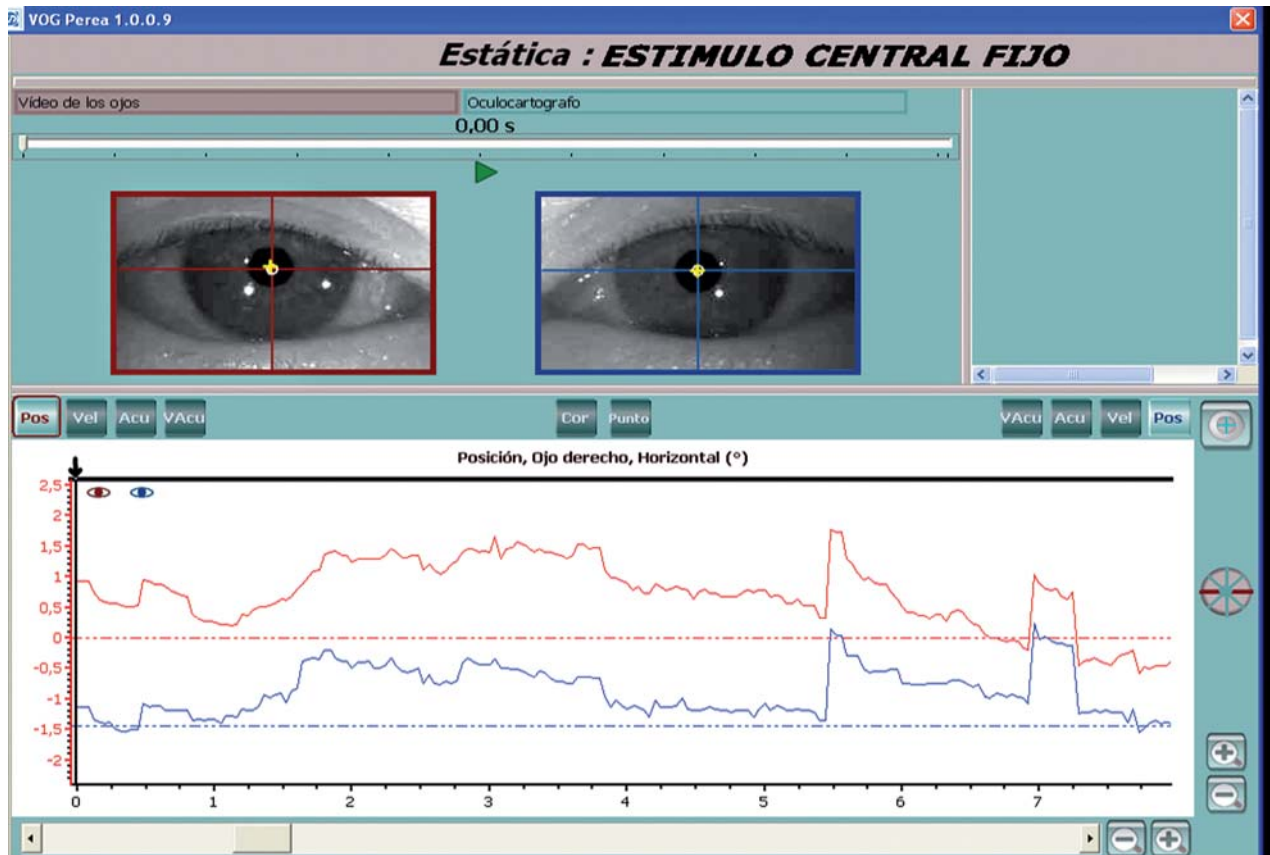 VOG Perea 1.0.0.9
Estática : ESTIMULO CENTRAL FIJO
Vídeo de los ojos
Oculocartografo
0,00 s
Pos Vel Acu VAcu Cor Punto VAcu Acu Vel Pos
Posición, Ojo derecho, Horizontal (°)
2,5
2
1,5
1
0,5
0
-0,5
-1
-1,5
-2
0 1 2 3 4 5 6 7